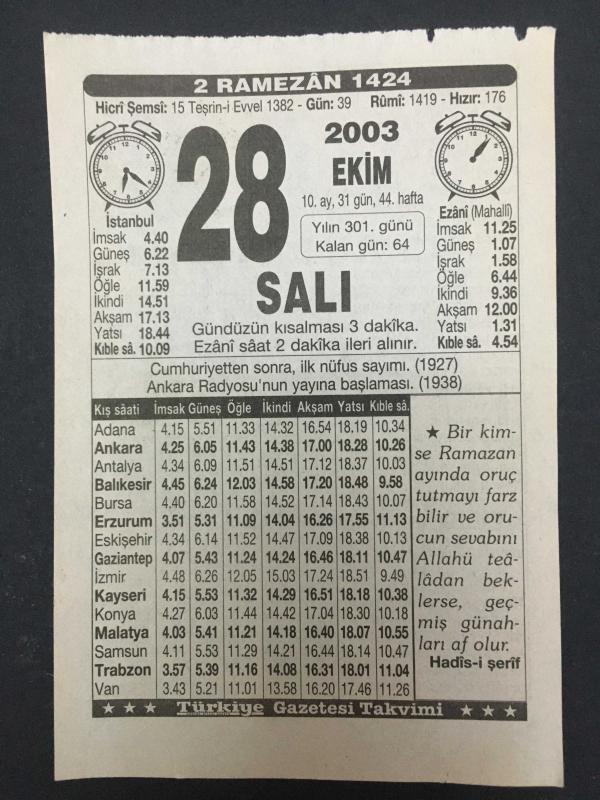 2 RAMEZÂN 1424
Hicrî Şemsî: 15 Teşrin-i Evvel 1382 - Gün: 39 Rûmî: 1419 - Hızır: 176
28
2003
EKİM
10. ay, 31 gün, 44. hafta
Yılın 301. günü
Kalan gün: 64
SALI
Gündüzün kısalması 3 dakîka.
Ezânî sâat 2 dakîka ileri alınır.
İstanbul
İmsak 4.40
Güneş 6.22
İşrak 7.13
Öğle 11.59
İkindi 14.51
Akşam 17.13
Yatsı 18.44
Kıble sâ. 10.09
Ezânî (Mahallî)
İmsak 11.25
Güneş 1.07
İşrak 1.58
Öğle 6.44
İkindi 9.36
Akşam 12.00
Yatsı 1.31
Kıble sâ. 4.54
Cumhuriyetten sonra, ilk nüfus sayımı. (1927)
Ankara Radyosu'nun yayına başlaması. (1938)
Kış sâati İmsak Güneş Öğle İkindi Akşam Yatsı Kıble sâ.
Adana 4.15 5.51 11.33 14.32 16.54 18.19 10.34
Ankara 4.25 6.05 11.43 14.38 17.00 18.28 10.26
Antalya 4.34 6.09 11.51 14.51 17.12 18.37 10.03
Balıkesir 4.45 6.24 12.03 14.58 17.20 18.48 9.58
Bursa 4.40 6.20 11.58 14.52 17.14 18.43 10.07
Erzurum 3.51 5.31 11.09 14.04 16.26 17.55 11.13
Eskişehir 4.34 6.14 11.52 14.47 17.09 18.38 10.13
Gaziantep 4.07 5.43 11.24 14.24 16.46 18.11 10.47
İzmir 4.48 6.26 12.05 15.03 17.24 18.51 9.49
Kayseri 4.15 5.53 11.32 14.29 16.51 18.18 10.38
Konya 4.27 6.03 11.44 14.42 17.04 18.30 10.18
Malatya 4.03 5.41 11.21 14.18 16.40 18.07 10.55
Samsun 4.11 5.53 11.29 14.21 16.44 18.14 10.47
Trabzon 3.57 5.39 11.16 14.08 16.31 18.01 11.04
Van 3.43 5.21 11.01 13.58 16.20 17.46 11.26
★ Bir kim-
se Ramazan
ayında oruç
tutmayı farz
bilir ve oru-
cun sevabını
Allahü teâ-
lâdan bek-
lerse, geç-
miş günah-
ları af olur.
Hadîs-i şerîf
★ ★ ★ Türkiye Gazetesi Takvimi ★ ★ ★